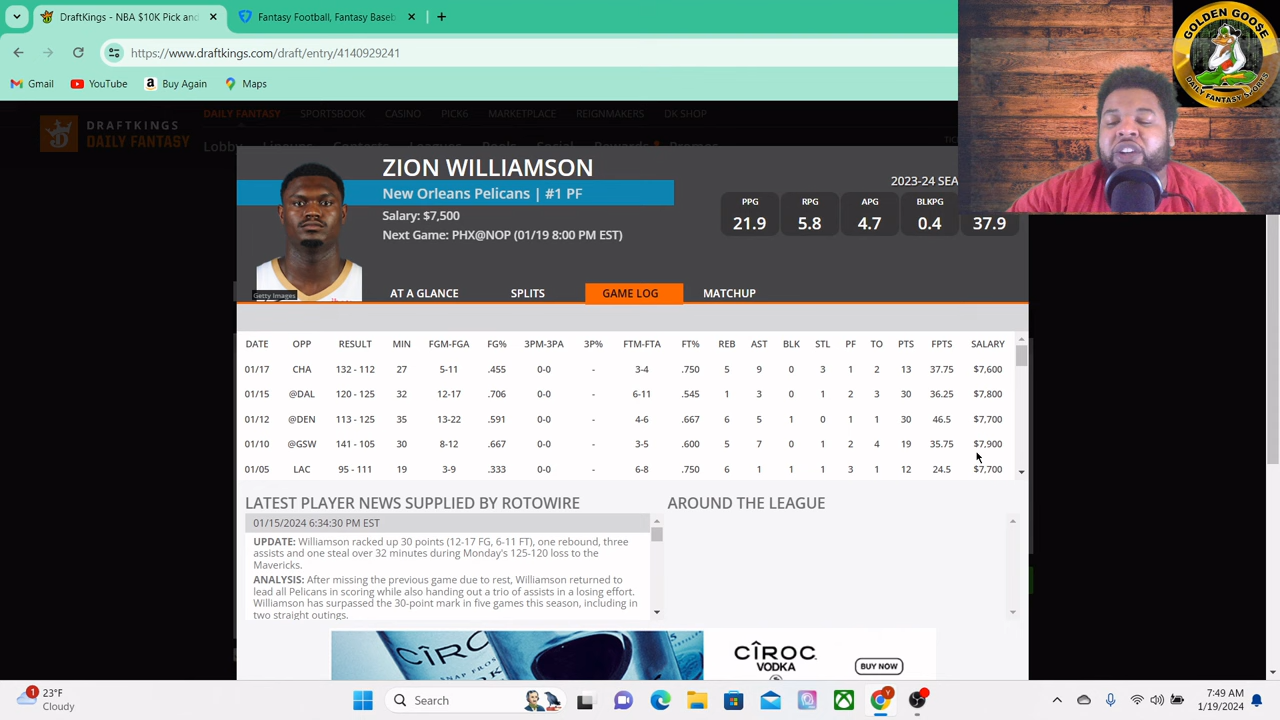 DraftKings - NBA $10K Pick and
Fantasy Football, Fantasy Baseb
https://www.draftkings.com/draft/entry/4140929241
Gmail
YouTube
Buy Again
Maps
GOLDEN GOOSE
DAILY FANTASY SPORTS
DRAFTKINGS
DAILY FANTASY
DAILY FANTASY SPORTSBOOK CASINO PICK6 MARKETPLACE REIGNMAKERS DK SHOP
Lobby
ZION WILLIAMSON
New Orleans Pelicans | #1 PF
Salary: $7,500
Next Game: PHX@NOP (01/19 8:00 PM EST)
2023-24 SEA
PPG RPG APG BLKPG
21.9 5.8 4.7 0.4 37.9
Getty Images
AT A GLANCE SPLITS GAME LOG MATCHUP
DATE OPP RESULT MIN FGM-FGA FG% 3PM-3PA 3P% FTM-FTA FT% REB AST BLK STL PF TO PTS FPTS SALARY
01/17 CHA 132 - 112 27 5-11 .455 0-0 - 3-4 .750 5 9 0 3 1 2 13 37.75 $7,600
01/15 @DAL 120 - 125 32 12-17 .706 0-0 - 6-11 .545 1 3 0 1 2 3 30 36.25 $7,800
01/12 @DEN 113 - 125 35 13-22 .591 0-0 - 4-6 .667 6 5 1 0 1 1 30 46.5 $7,700
01/10 @GSW 141 - 105 30 8-12 .667 0-0 - 3-5 .600 5 7 0 1 2 4 19 35.75 $7,900
01/05 LAC 95 - 111 19 3-9 .333 0-0 - 6-8 .750 6 1 1 1 3 1 12 24.5 $7,700
LATEST PLAYER NEWS SUPPLIED BY ROTOWIRE
AROUND THE LEAGUE
01/15/2024 6:34:30 PM EST
UPDATE: Williamson racked up 30 points (12-17 FG, 6-11 FT), one rebound, three
assists and one steal over 32 minutes during Monday's 125-120 loss to the
Mavericks.
ANALYSIS: After missing the previous game due to rest, Williamson returned to
lead all Pelicans in scoring while also handing out a trio of assists in a losing effort.
Williamson has surpassed the 30-point mark in five games this season, including in
two straight outings.
CÎROC
CÎROC
VODKA
BUY NOW
1
23°F
Cloudy
Search
7:49 AM
1/19/2024